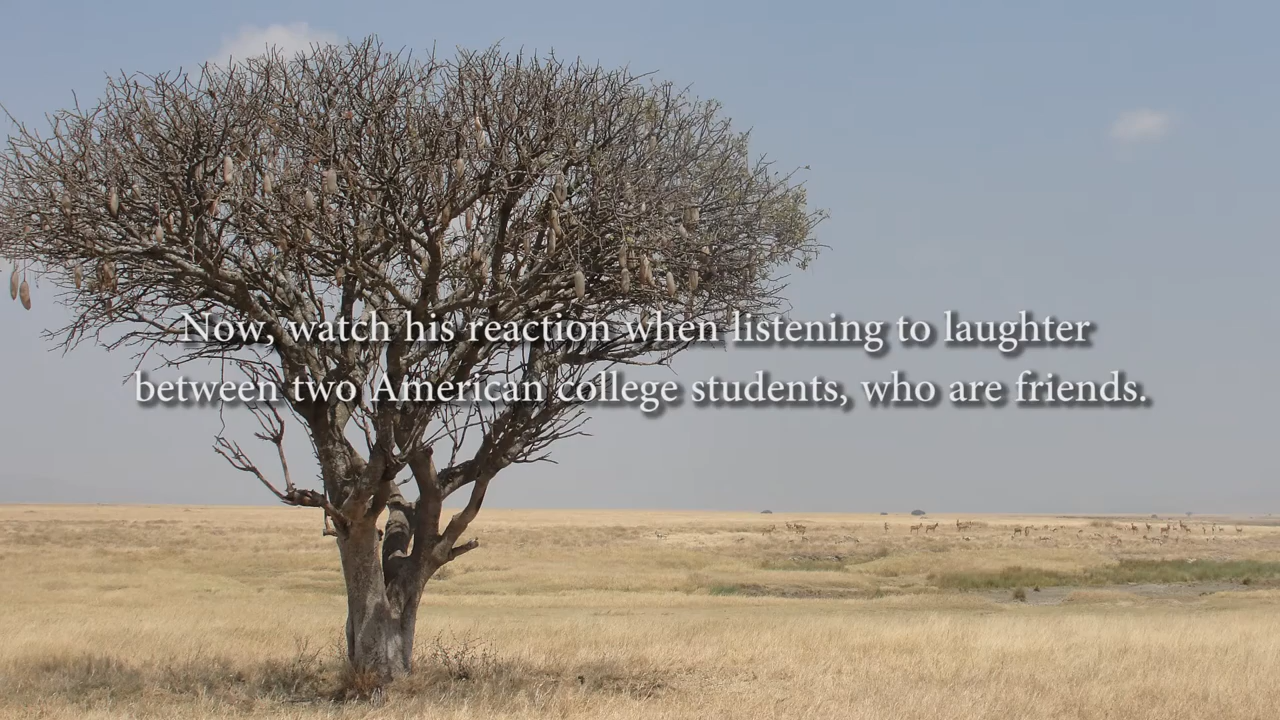 Now, watch his reaction when listening to laughter
between two American college students, who are friends.